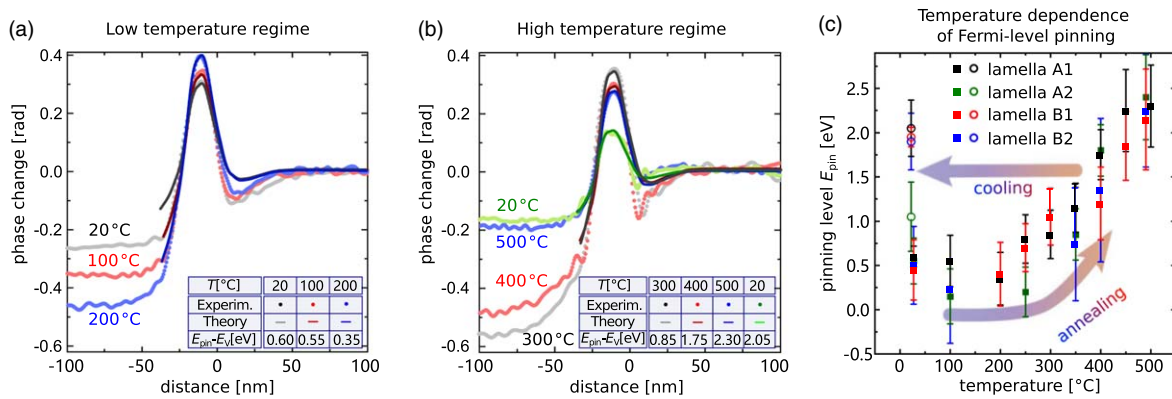 (a) Low temperature regime
phase change [rad]
0.4
0.2
0.0
-0.2
-0.4
-0.6
20°C
100°C
200°C
T[°C] 20 100 200
Experim.
Theory
Epin-EV[eV] 0.60 0.55 0.35
-100 -50 0 50 100
distance [nm]
(b) High temperature regime
phase change [rad]
0.4
0.2
0.0
-0.2
-0.4
-0.6
20°C
500°C
400°C
300°C
T[°C] 300 400 500 20
Experim.
Theory
Epin-EV[eV] 0.85 1.75 2.30 2.05
-100 -50 0 50 100
distance [nm]
(c) Temperature dependence
of Fermi-level pinning
pinning level Epin [eV]
2.5
2.0
1.5
1.0
0.5
0.0
-0.5
lamella A1
lamella A2
lamella B1
lamella B2
cooling
annealing
0 100 200 300 400 500
temperature [°C]